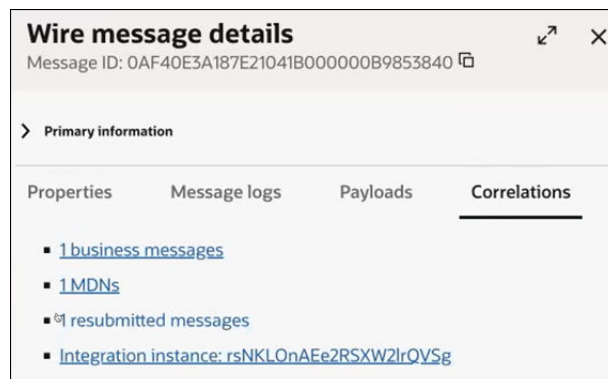 Wire message details
Message ID: 0AF40E3A187E21041B000000B9853840
Primary information
Properties Message logs Payloads Correlations
1 business messages
1 MDNs
1 resubmitted messages
Integration instance: rsNKLOnAEe2RSXW2lrQVSg